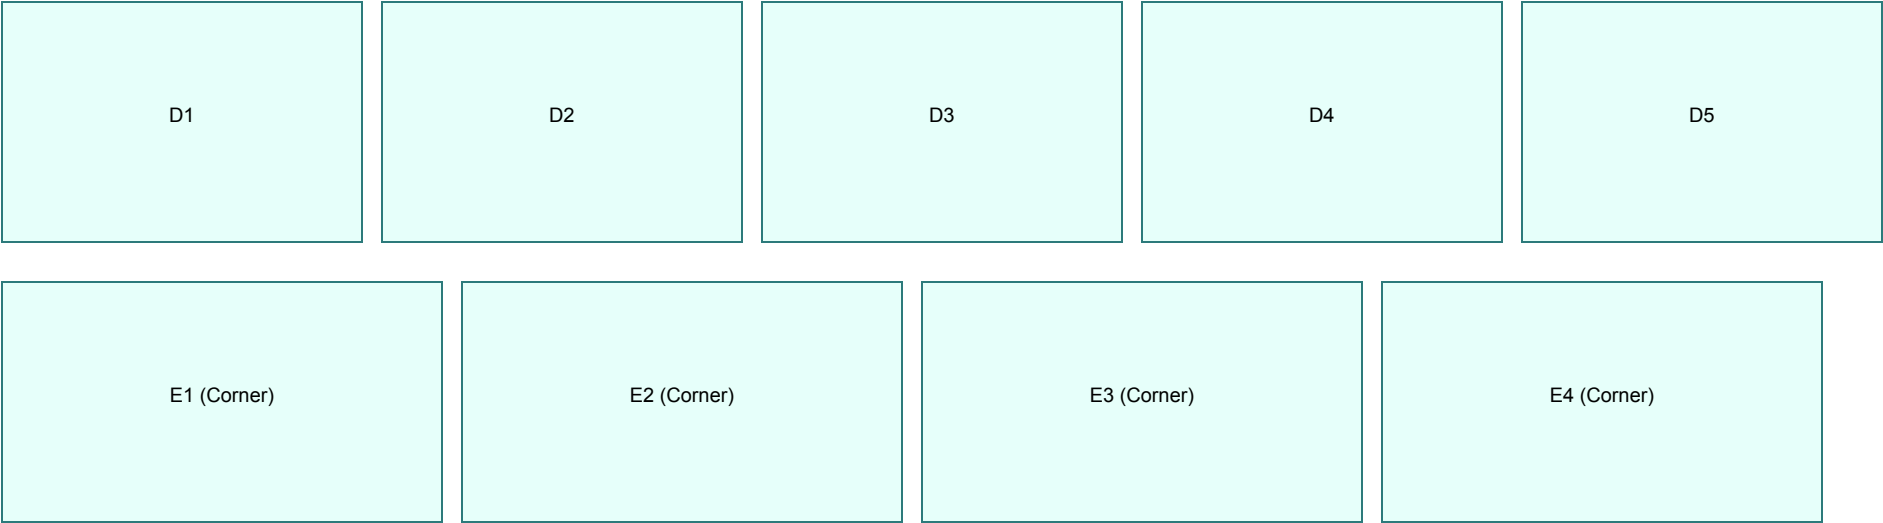 D1
D2
D3
D4
D5
E1 (Corner)
E2 (Corner)
E3 (Corner)
E4 (Corner)